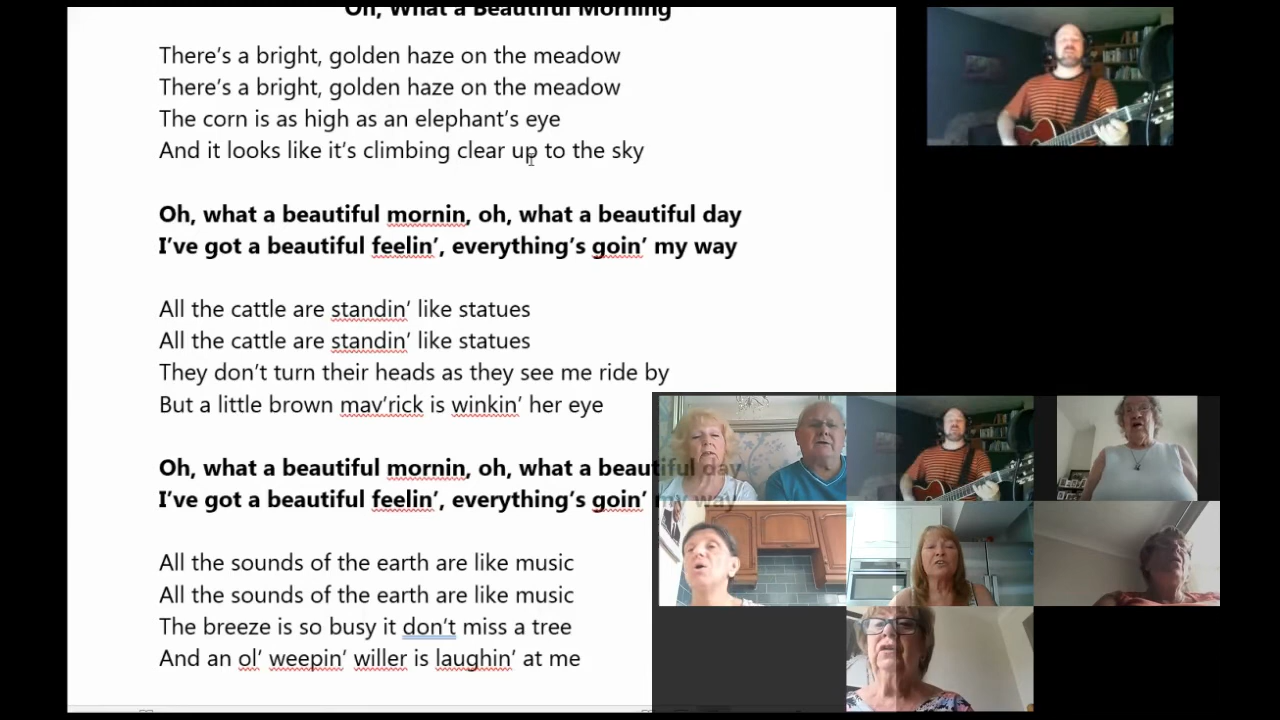 Oh, What a Beautiful Morning
There's a bright, golden haze on the meadow
There's a bright, golden haze on the meadow
The corn is as high as an elephant's eye
And it looks like it's climbing clear up to the sky
Oh, what a beautiful mornin, oh, what a beautiful day
I've got a beautiful feelin', everything's goin' my way
All the cattle are standin' like statues
All the cattle are standin' like statues
They don't turn their heads as they see me ride by
But a little brown mav'rick is winkin' her eye
Oh, what a beautiful mornin, oh, what a beautiful day
I've got a beautiful feelin', everything's goin' my way
All the sounds of the earth are like music
All the sounds of the earth are like music
The breeze is so busy it don't miss a tree
And an ol' weepin' willer is laughin' at me